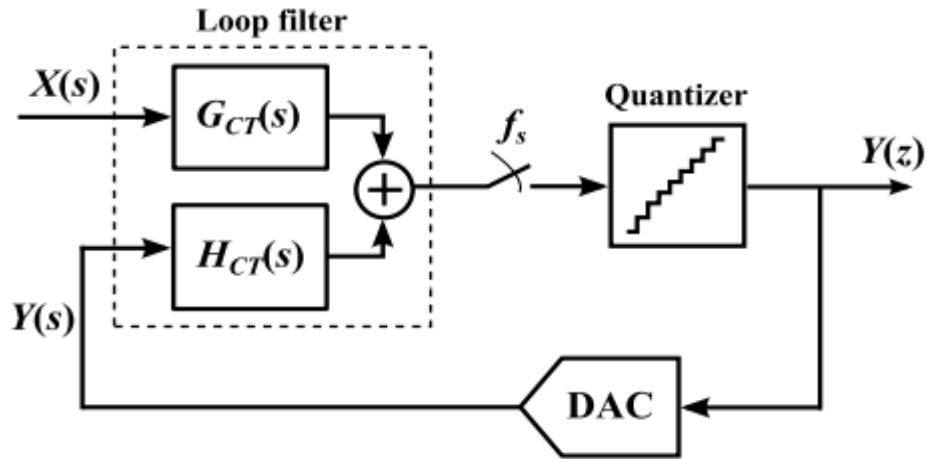 Loop filter
X(s)
G_CT(s)
f_s
Quantizer
Y(z)
H_CT(s)
Y(s)
DAC